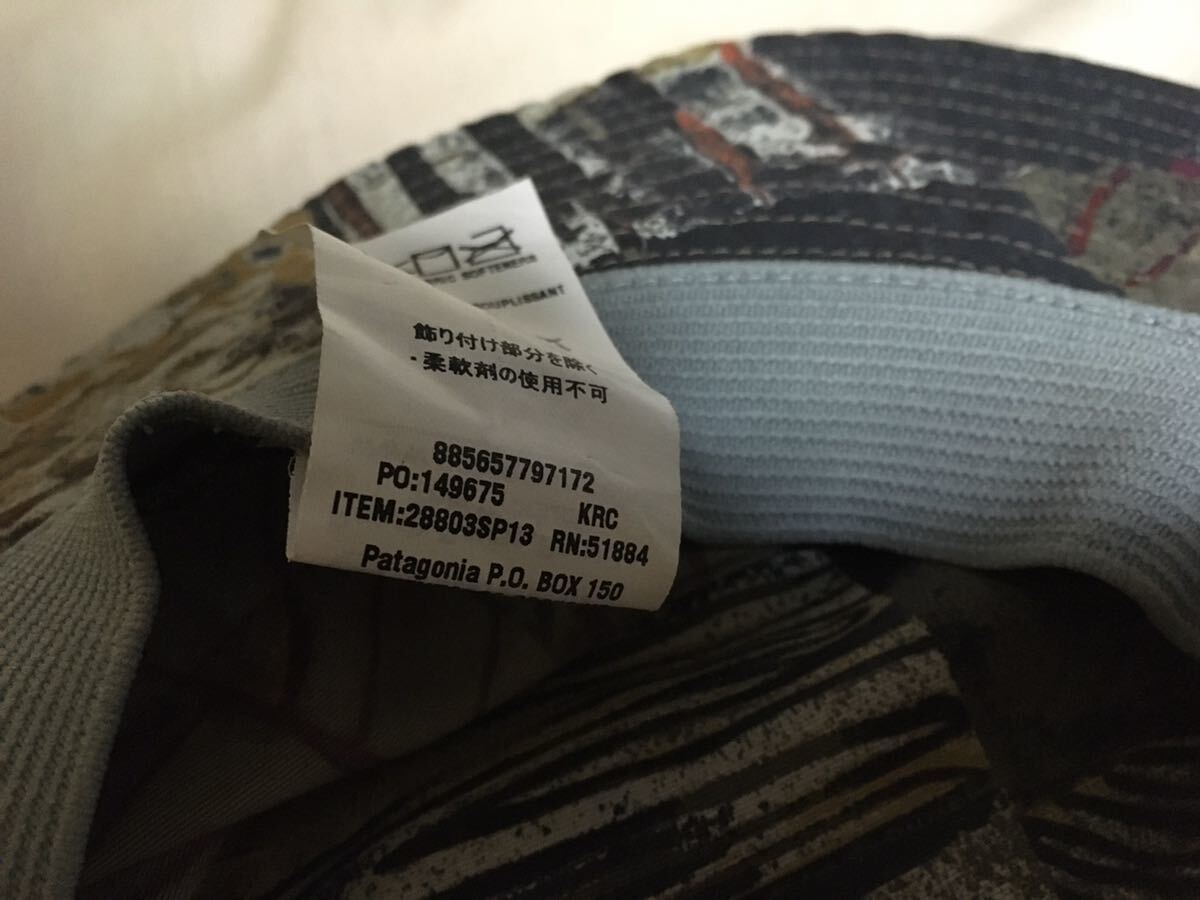 SOFTENERS
飾り付け部分を除く
・柔軟剤の使用不可
885657797172
PO:149675 KRC
ITEM:28803SP13 RN:51884
Patagonia P.O. BOX 150